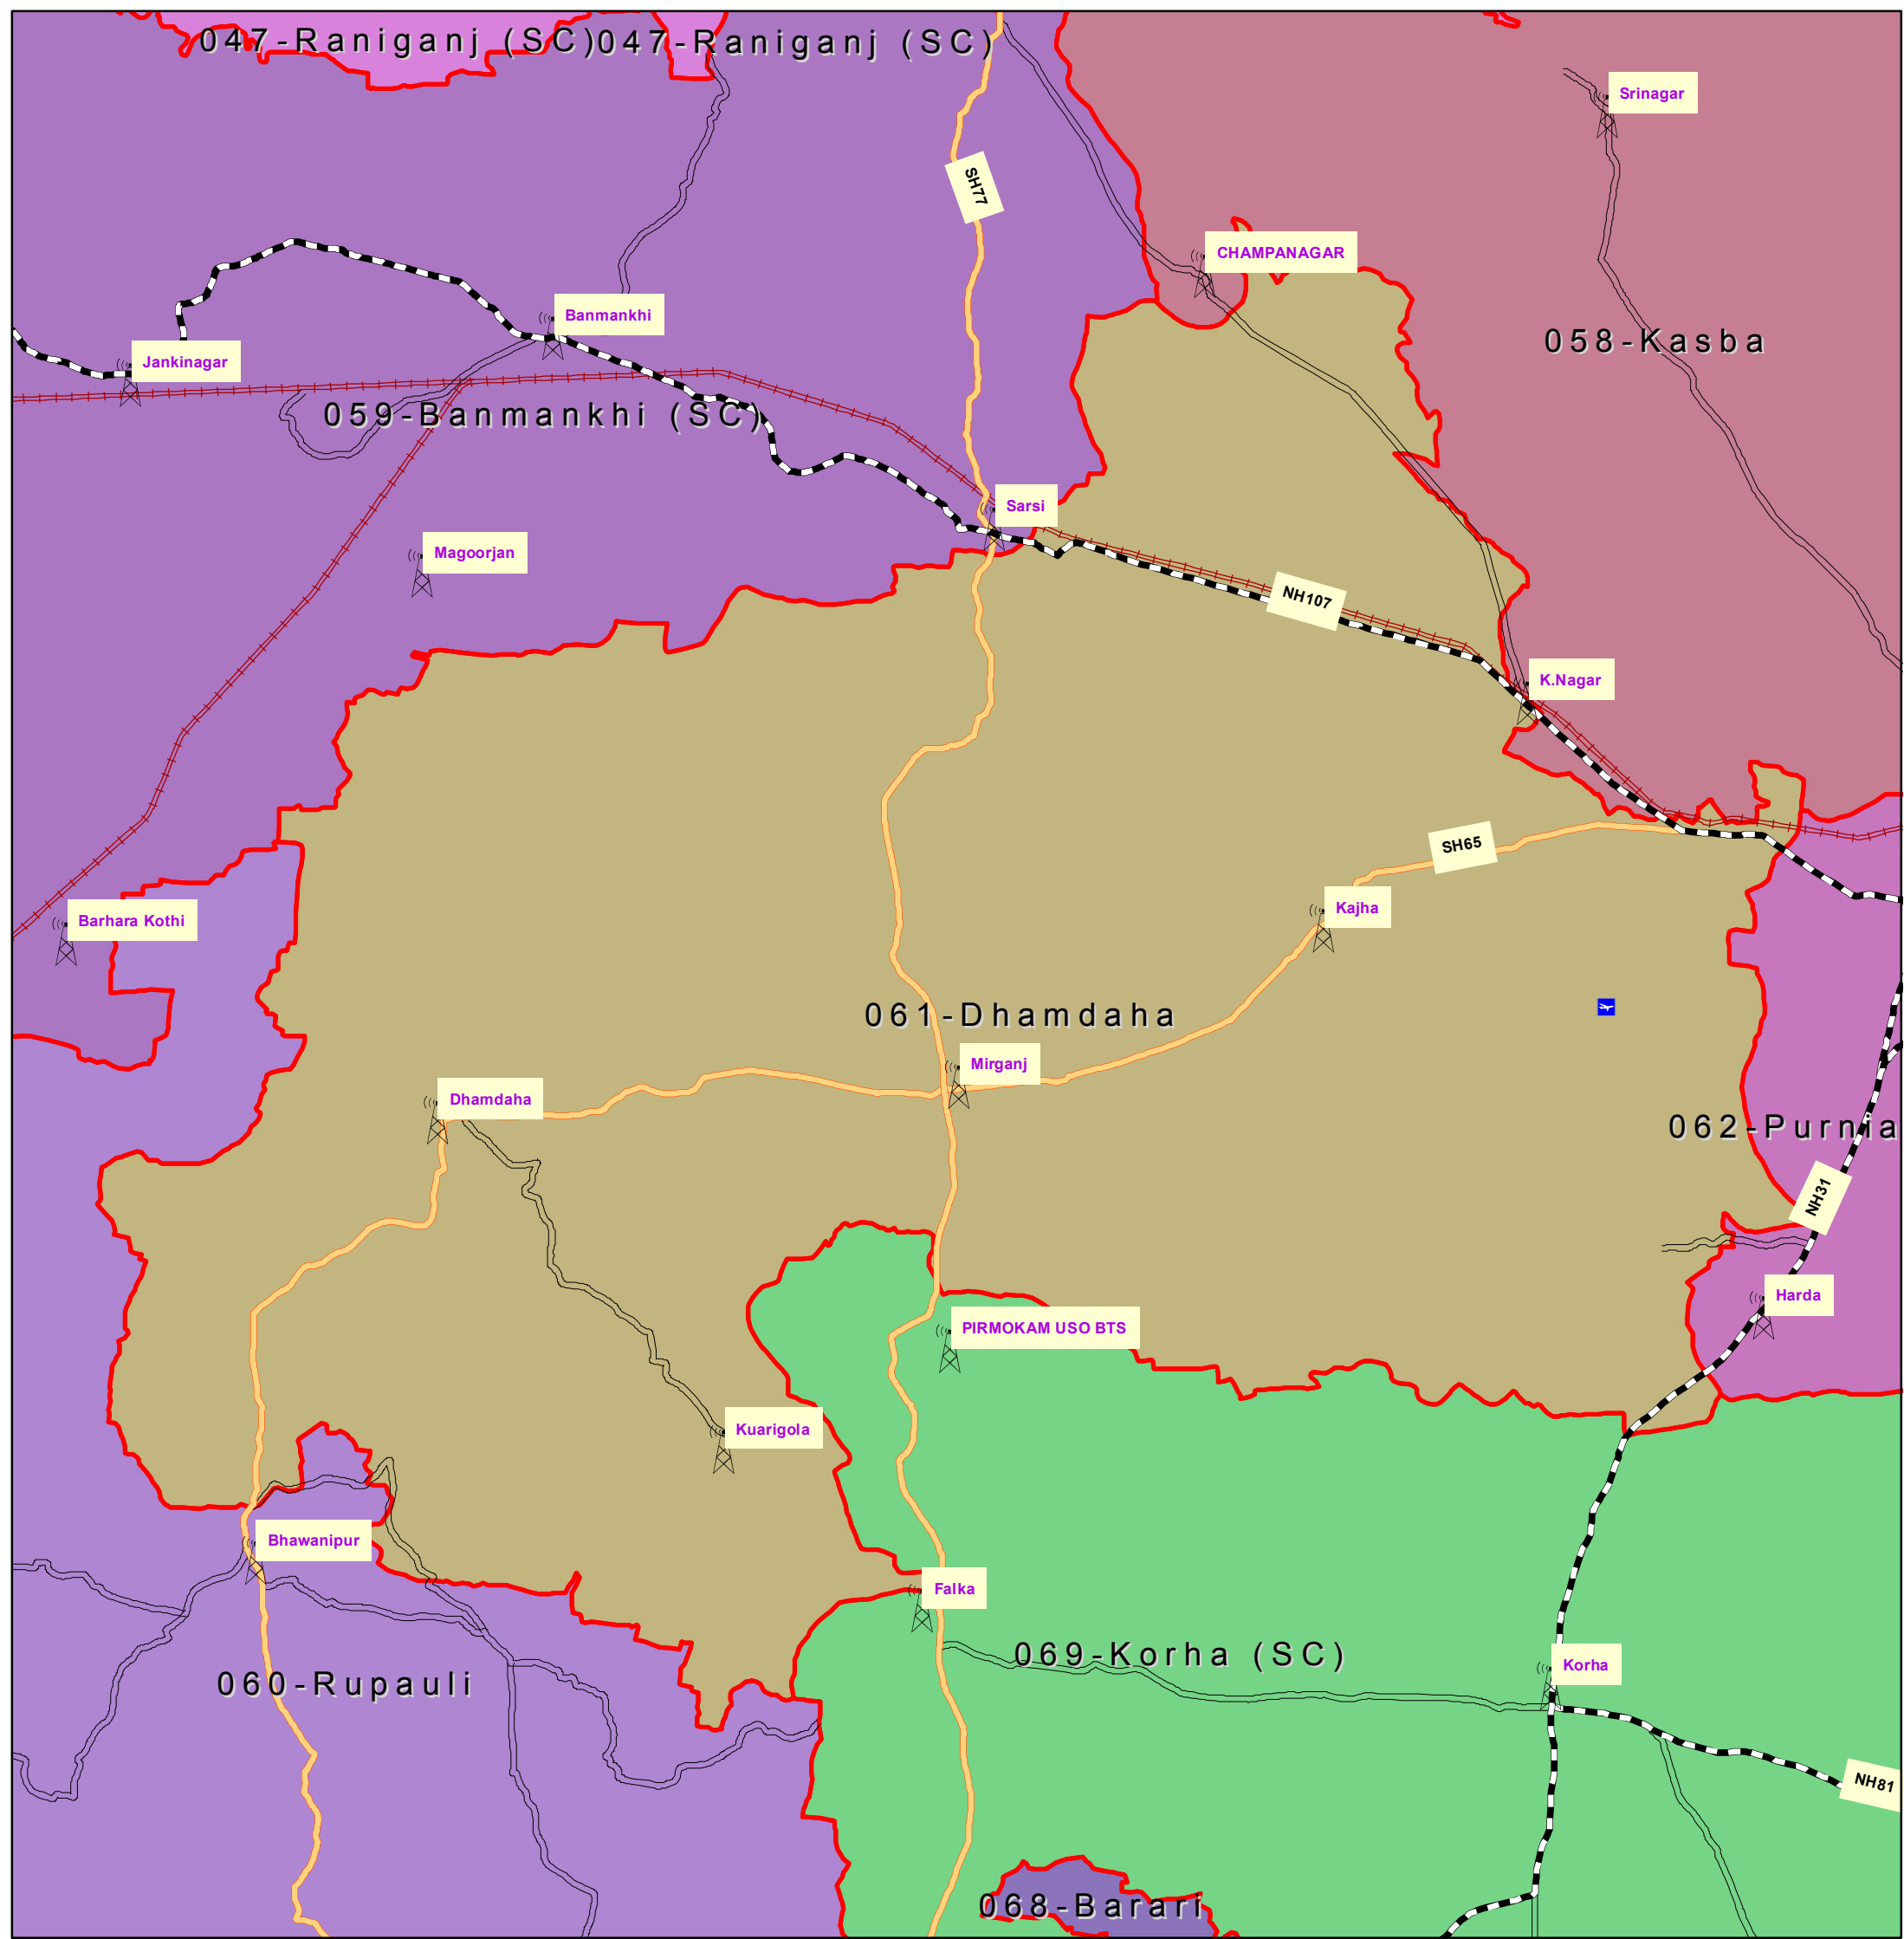 047-Raniganj (SC)
047-Raniganj (SC)
Srinagar
SH77
CHAMPANAGAR
Banmankhi
058-Kasba
Jankinagar
059-Banmankhi (SC)
Sarsi
Magoorjan
NH107
K.Nagar
SH65
Kajha
Barhara Kothi
061-Dhamdaha
Mirganj
Dhamdaha
062-Purnia
NH31
Harda
PIRMOKAM USO BTS
Kuarigola
Bhawanipur
Falka
069-Korha (SC)
Korha
060-Rupauli
NH81
068-Barari